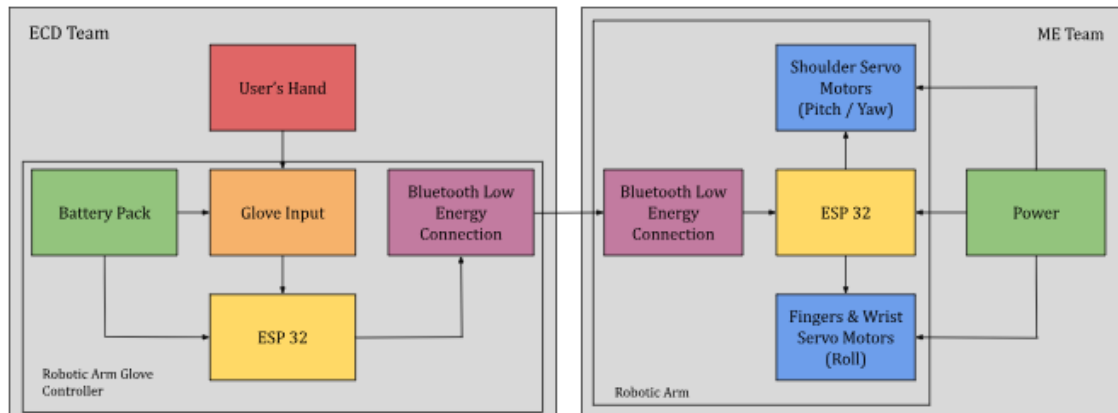 ECD Team
User's Hand
Battery Pack
Glove Input
Bluetooth Low
Energy
Connection
ESP 32
Robotic Arm Glove
Controller
ME Team
Shoulder Servo
Motors
(Pitch / Yaw)
Bluetooth Low
Energy
Connection
ESP 32
Power
Fingers & Wrist
Servo Motors
(Roll)
Robotic Arm